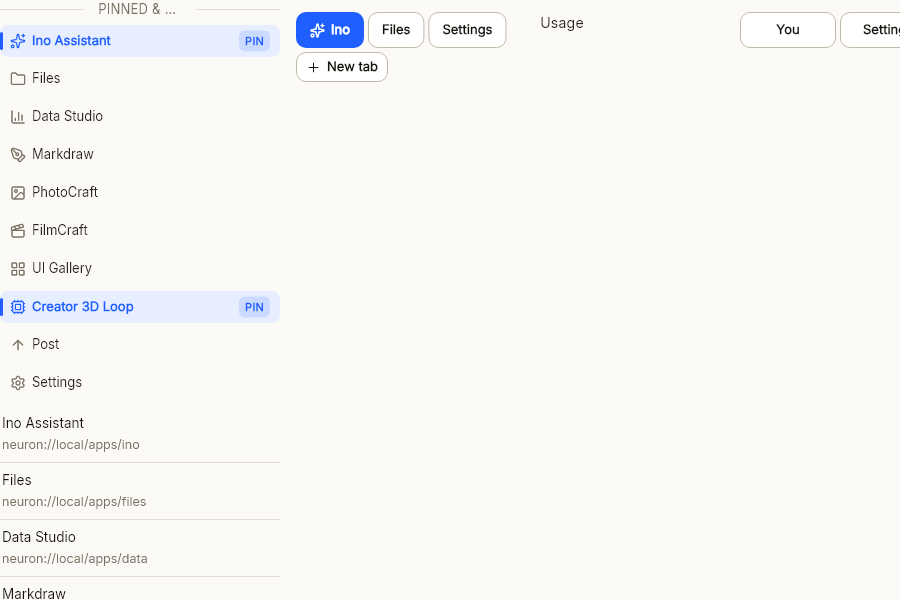 PINNED & ...
Ino Assistant PIN
Files
Data Studio
Markdraw
PhotoCraft
FilmCraft
UI Gallery
Creator 3D Loop PIN
Post
Settings
Ino Assistant
neuron://local/apps/ino
Files
neuron://local/apps/files
Data Studio
neuron://local/apps/data
Markdraw
Ino Files Settings Usage You
New tab